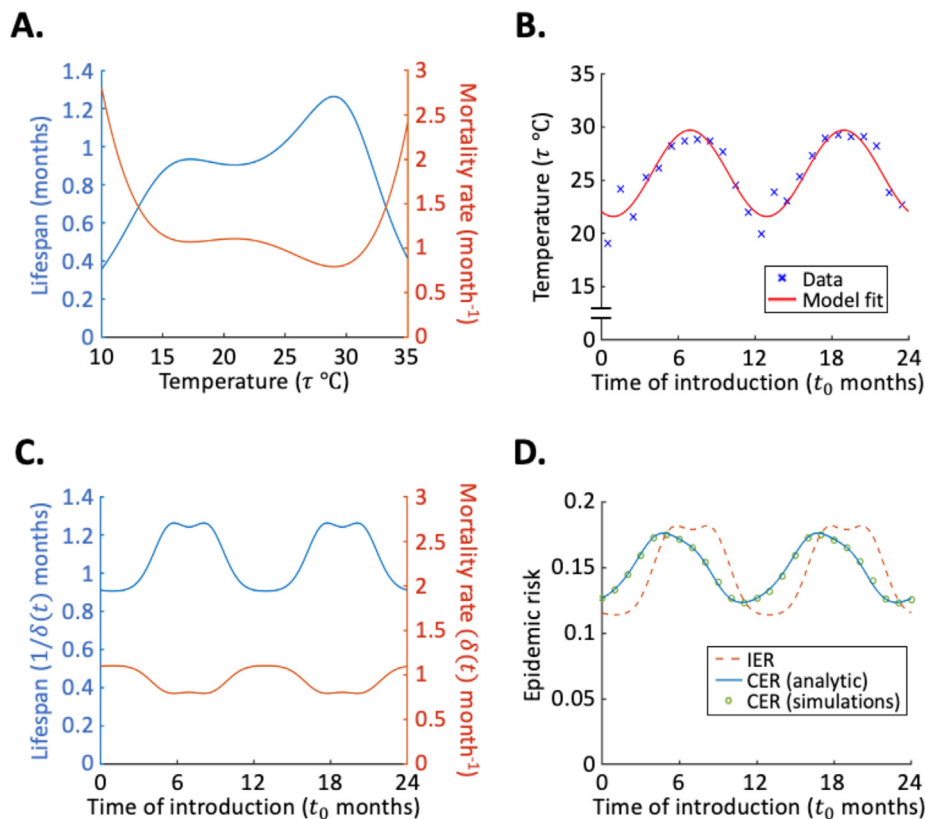 A.
Lifespan (months)
1.4
1.2
1
0.8
0.6
0.4
0.2
0
3
2.5
2
1.5
1
0.5
0
Mortality rate (month⁻¹)
10 15 20 25 30 35
Temperature (τ °C)
B.
Temperature (τ °C)
35
30
25
20
15
0
× Data
Model fit
0 6 12 18 24
Time of introduction (t₀ months)
C.
Lifespan (1/δ(t) months)
1.4
1.2
1
0.8
0.6
0.4
0.2
0
3
2.5
2
1.5
1
0.5
0
Mortality rate (δ(t) month⁻¹)
0 6 12 18 24
Time of introduction (t₀ months)
D.
Epidemic risk
0.2
0.15
0.1
0.05
0
IER
CER (analytic)
CER (simulations)
0 6 12 18 24
Time of introduction (t₀ months)